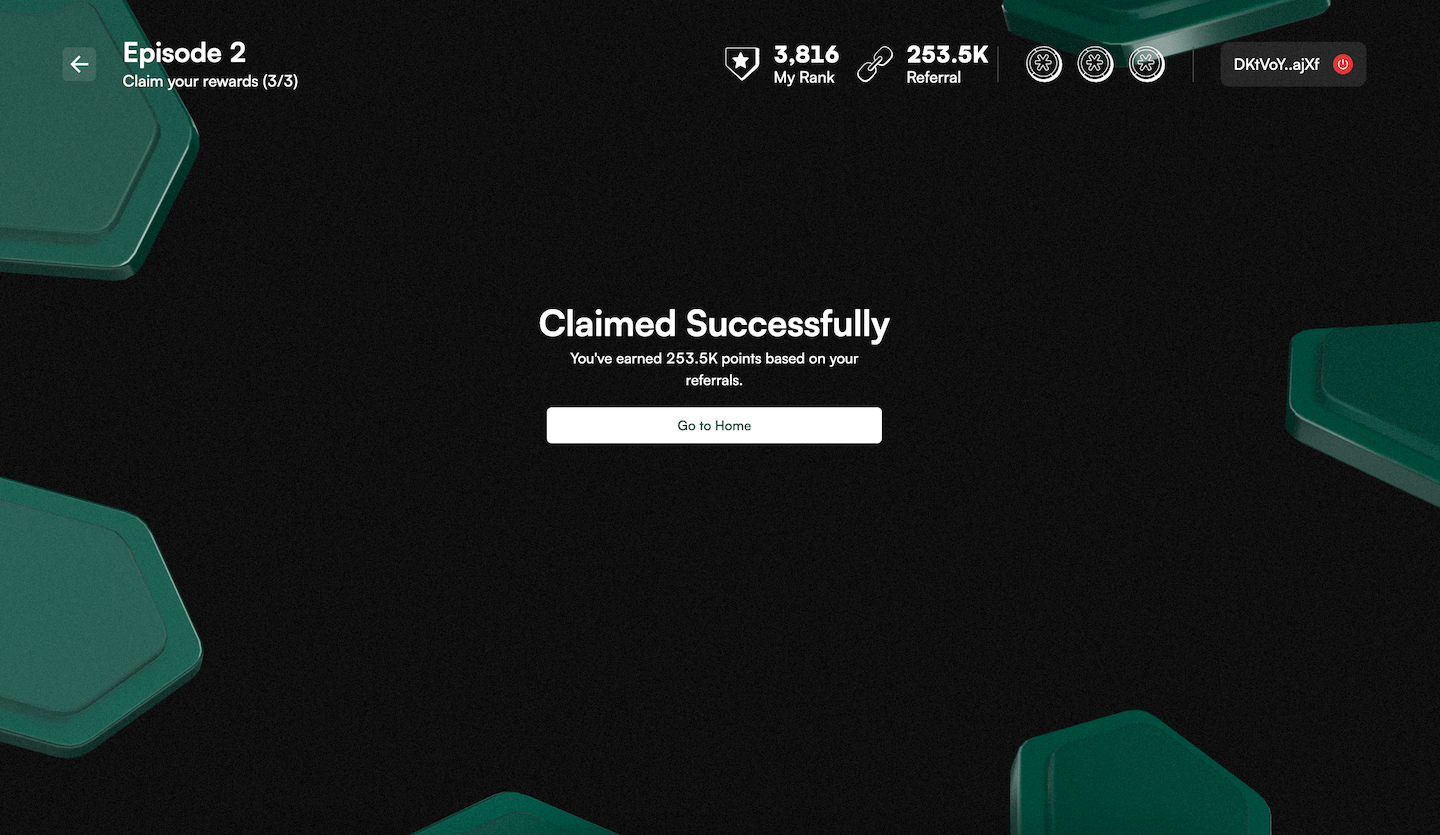 Episode 2
Claim your rewards (3/3)
3,816
My Rank
253.5K
Referral
DKtVoY..ajXf
Claimed Successfully
You've earned 253.5K points based on your
referrals.
Go to Home